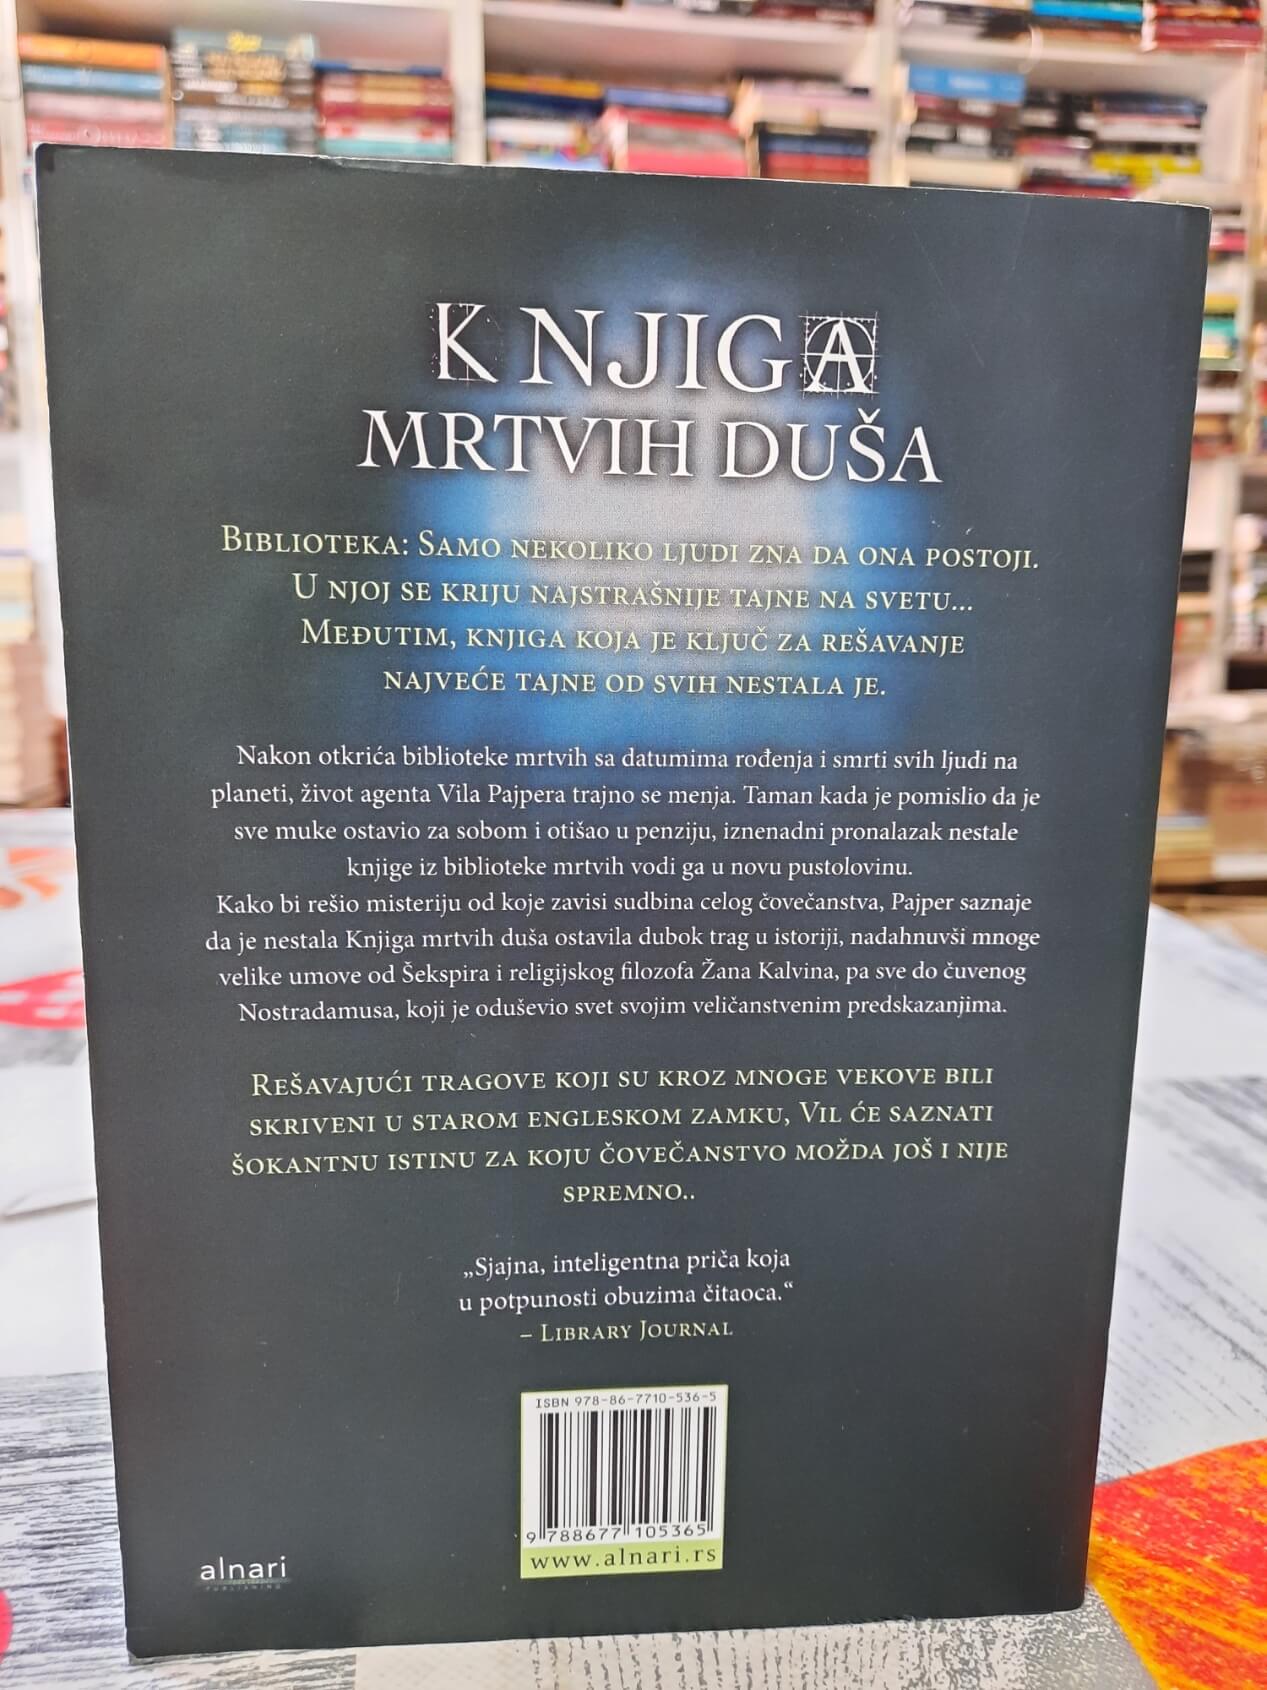 KNJIGA
MRTVIH DUŠA
BIBLIOTEKA: SAMO NEKOLIKO LJUDI ZNA DA ONA POSTOJI.
U NJOJ SE KRIJU NAJSTRAŠNIJE TAJNE NA SVETU...
MEĐUTIM, KNJIGA KOJA JE KLJUČ ZA REŠAVANJE
NAJVEĆE TAJNE OD SVIH NESTALA JE.
Nakon otkrića biblioteke mrtvih sa datumima rođenja i smrti svih ljudi na
planeti, život agenta Vila Pajpera trajno se menja. Taman kada je pomislio da je
sve muke ostavio za sobom i otišao u penziju, iznenadni pronalazak nestale
knjige iz biblioteke mrtvih vodi ga u novu pustolovinu.
Kako bi rešio misteriju od koje zavisi sudbina celog čovečanstva, Pajper saznaje
da je nestala Knjiga mrtvih duša ostavila dubok trag u istoriji, nadahnuvši mnoge
velike umove od Šekspira i religijskog filozofa Žana Kalvina, pa sve do čuvenog
Nostradamusa, koji je oduševio svet svojim veličanstvenim predskazanjima.
REŠAVAJUĆI TRAGOVE KOJI SU KROZ MNOGE VEKOVE BILI
SKRIVENI U STAROM ENGLESKOM ZAMKU, VIL ĆE SAZNATI
ŠOKANTNU ISTINU ZA KOJU ČOVEČANSTVO MOŽDA JOŠ I NIJE
SPREMNO..
„Sjajna, inteligentna priča koja
u potpunosti obuzima čitaoca.“
– LIBRARY JOURNAL
ISBN 978-86-7710-536-5
9 788677 105365
www.alnari.rs
alnari
PUBLISHING